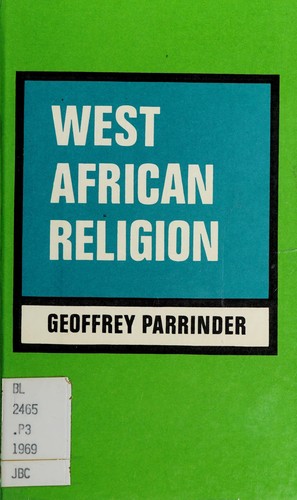 WEST
AFRICAN
RELIGION
GEOFFREY PARRINDER
BL
2465
.P3
1969
JBC